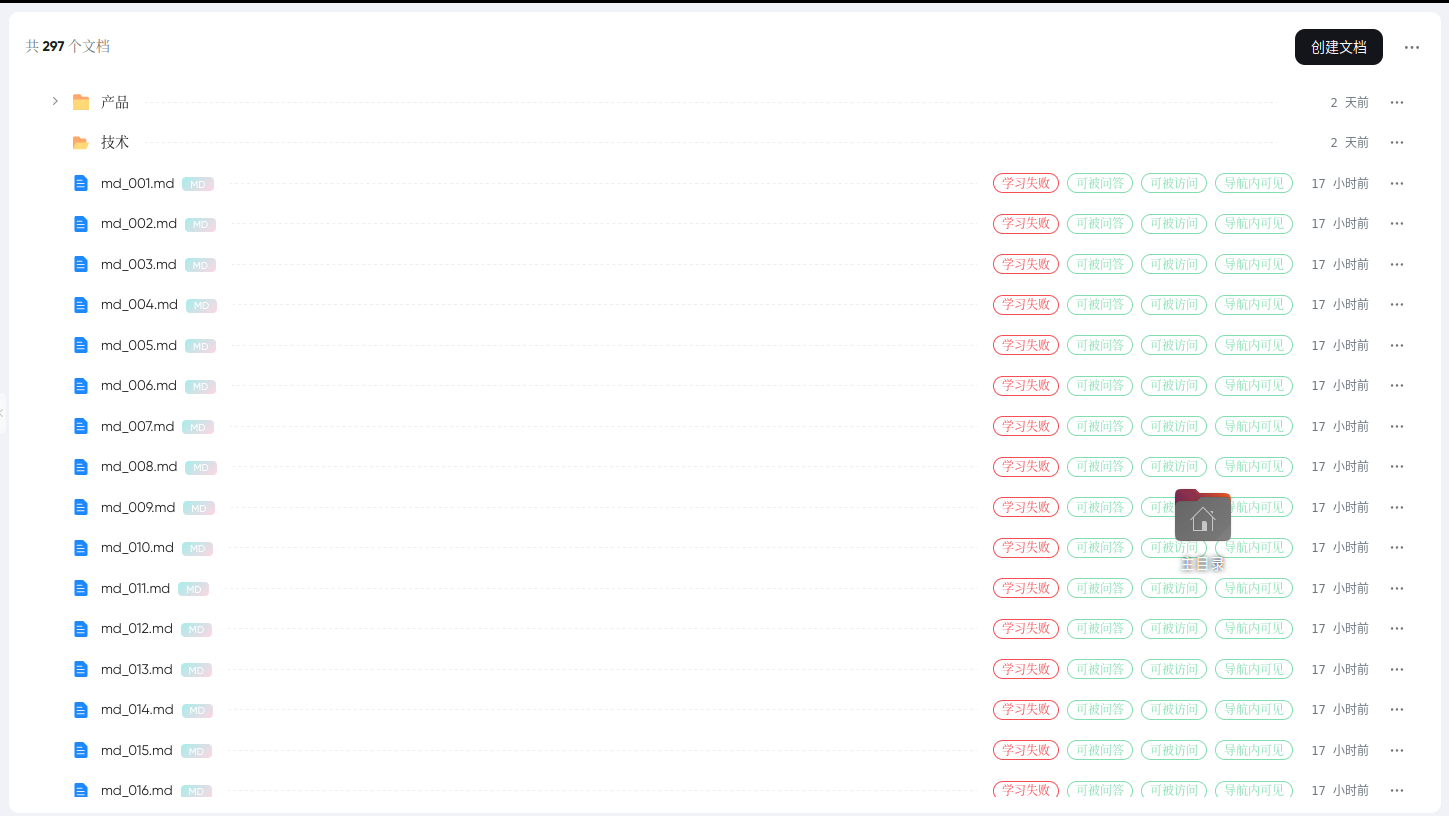 共 297 个文档
创建文档
产品 2 天前
技术 2 天前
md_001.md MD 学习失败 可被问答 可被访问 导航内可见 17 小时前
md_002.md MD 学习失败 可被问答 可被访问 导航内可见 17 小时前
md_003.md MD 学习失败 可被问答 可被访问 导航内可见 17 小时前
md_004.md MD 学习失败 可被问答 可被访问 导航内可见 17 小时前
md_005.md MD 学习失败 可被问答 可被访问 导航内可见 17 小时前
md_006.md MD 学习失败 可被问答 可被访问 导航内可见 17 小时前
md_007.md MD 学习失败 可被问答 可被访问 导航内可见 17 小时前
md_008.md MD 学习失败 可被问答 可被访问 导航内可见 17 小时前
md_009.md MD 学习失败 可被问答 可被 航内可见 17 小时前
md_010.md MD 学习失败 可被问答 可被访问 导航内可见 17 小时前
主目录
md_011.md MD 学习失败 可被问答 可被访问 导航内可见 17 小时前
md_012.md MD 学习失败 可被问答 可被访问 导航内可见 17 小时前
md_013.md MD 学习失败 可被问答 可被访问 导航内可见 17 小时前
md_014.md MD 学习失败 可被问答 可被访问 导航内可见 17 小时前
md_015.md MD 学习失败 可被问答 可被访问 导航内可见 17 小时前
md_016.md MD 学习失败 可被问答 可被访问 导航内可见 17 小时前